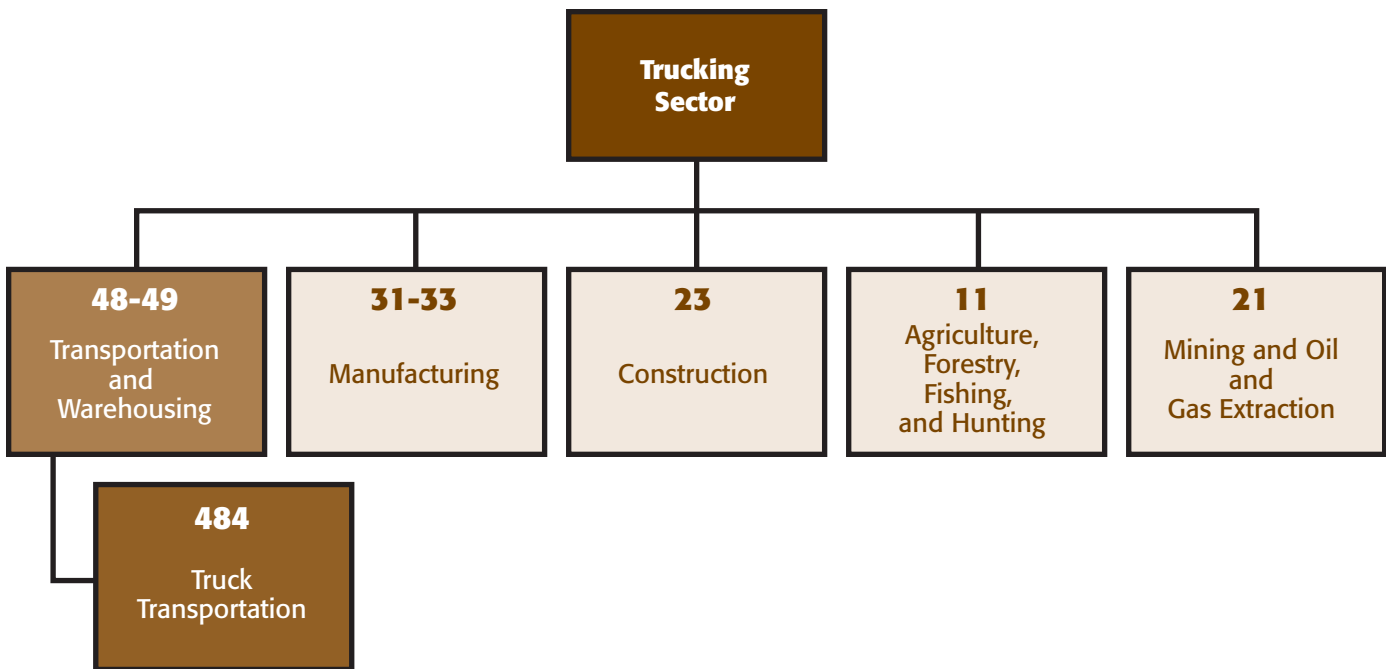 Trucking
Sector
48-49
Transportation
and
Warehousing
31-33
Manufacturing
23
Construction
11
Agriculture,
Forestry,
Fishing,
and Hunting
21
Mining and Oil
and
Gas Extraction
484
Truck
Transportation